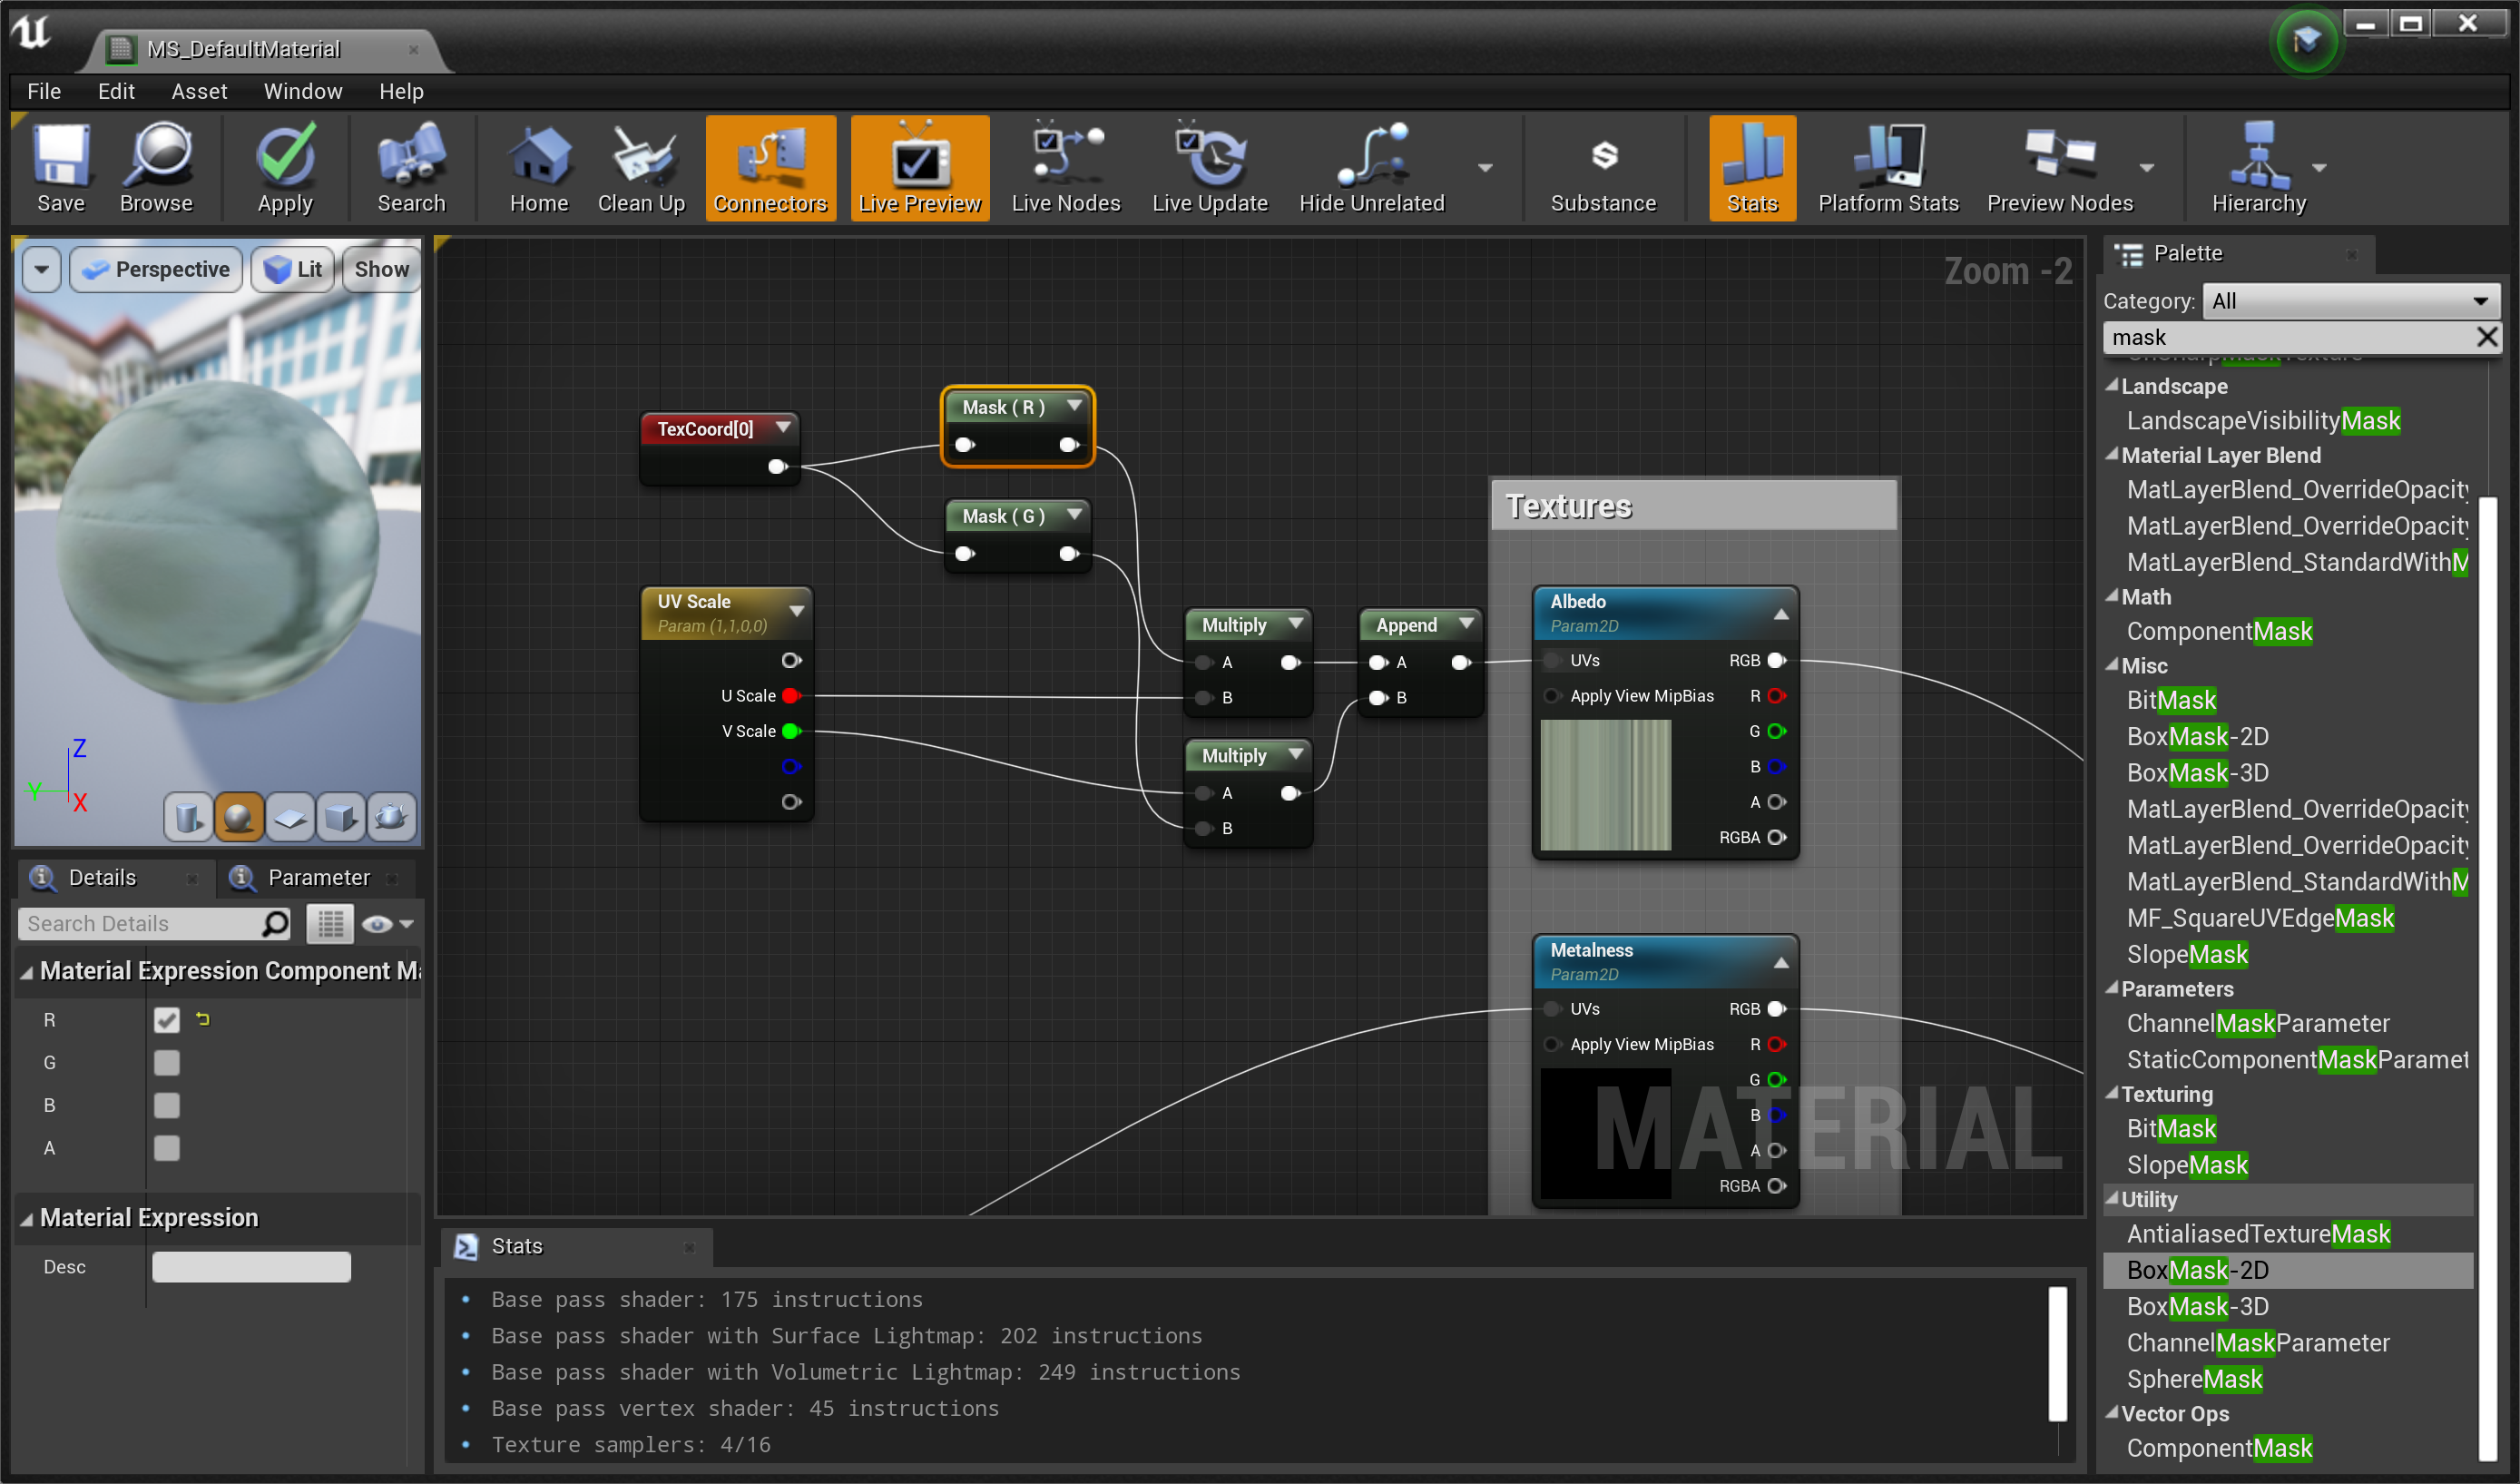 MS_DefaultMaterial
File Edit Asset Window Help
Save Browse Apply Search Home Clean Up Connectors Live Preview Live Nodes Live Update Hide Unrelated Substance Stats Platform Stats Preview Nodes Hierarchy
Perspective Lit Show
Z
Y
X
Details Parameter
Search Details
Material Expression Component Ma
R
G
B
A
Material Expression
Desc
Zoom -2
TexCoord[0]
Mask ( R )
Mask ( G )
UV Scale
Param (1,1,0,0)
U Scale
V Scale
Multiply
A
B
Multiply
A
B
Append
A
B
Textures
Albedo
Param2D
UVs RGB
Apply View MipBias R
G
B
A
RGBA
Metalness
Param2D
UVs RGB
Apply View MipBias R
G
B
A
RGBA
MATERIAL
Stats
Base pass shader: 175 instructions
Base pass shader with Surface Lightmap: 202 instructions
Base pass shader with Volumetric Lightmap: 249 instructions
Base pass vertex shader: 45 instructions
Texture samplers: 4/16
Palette
Category: All
mask
Landscape
LandscapeVisibilityMask
Material Layer Blend
MatLayerBlend_OverrideOpacity
MatLayerBlend_OverrideOpacity
MatLayerBlend_StandardWithM
Math
ComponentMask
Misc
BitMask
BoxMask-2D
BoxMask-3D
MatLayerBlend_OverrideOpacity
MatLayerBlend_OverrideOpacity
MatLayerBlend_StandardWithM
MF_SquareUVEdgeMask
SlopeMask
Parameters
ChannelMaskParameter
StaticComponentMaskParamet
Texturing
BitMask
SlopeMask
Utility
AntialiasedTextureMask
BoxMask-2D
BoxMask-3D
ChannelMaskParameter
SphereMask
Vector Ops
ComponentMask